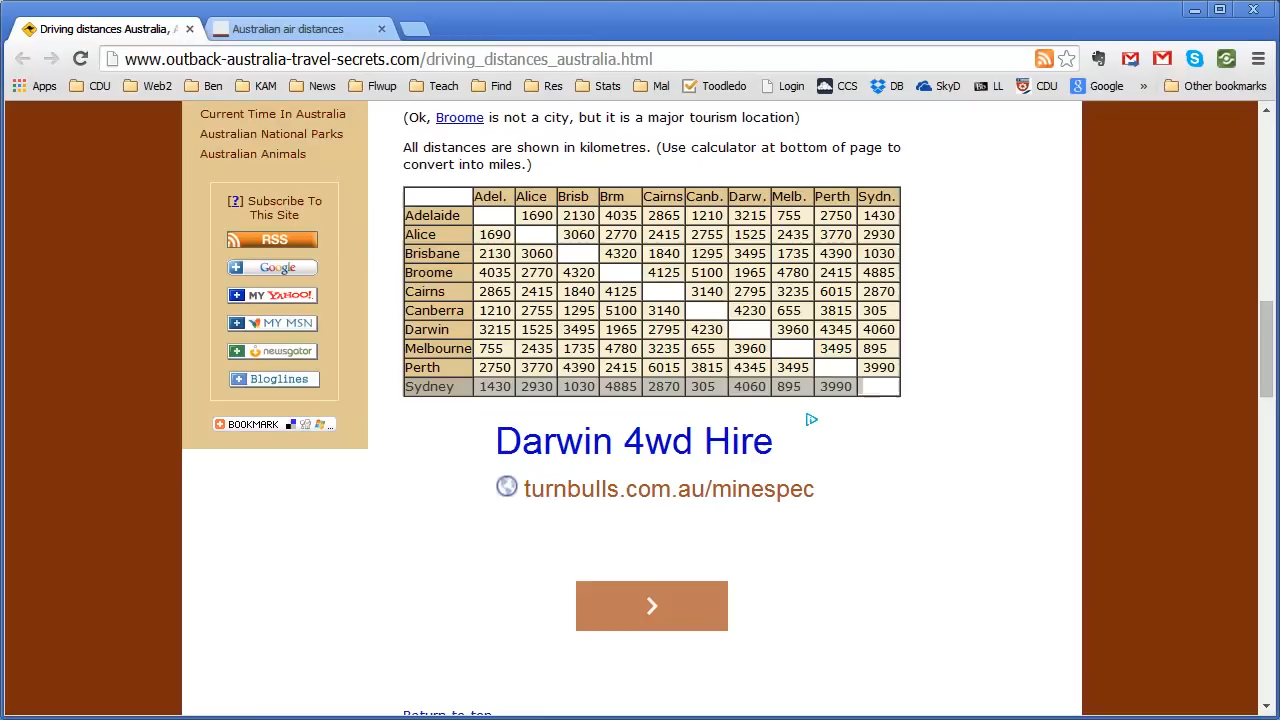 Driving distances Australia, A
Australian air distances
www.outback-australia-travel-secrets.com/driving_distances_australia.html
Apps CDU Web2 Ben KAM News Flwup Teach Find Res Stats Mal Toodledo Login CCS DB SkyD LL CDU Google » Other bookmarks
Current Time In Australia
Australian National Parks
Australian Animals
[?] Subscribe To
This Site
RSS
Google
MY YAHOO!
MY MSN
newsgator
Bloglines
BOOKMARK ...
(Ok, Broome is not a city, but it is a major tourism location)
All distances are shown in kilometres. (Use calculator at bottom of page to
convert into miles.)
Adel. Alice Brisb Brm Cairns Canb. Darw. Melb. Perth Sydn.
Adelaide 1690 2130 4035 2865 1210 3215 755 2750 1430
Alice 1690 3060 2770 2415 2755 1525 2435 3770 2930
Brisbane 2130 3060 4320 1840 1295 3495 1735 4390 1030
Broome 4035 2770 4320 4125 5100 1965 4780 2415 4885
Cairns 2865 2415 1840 4125 3140 2795 3235 6015 2870
Canberra 1210 2755 1295 5100 3140 4230 655 3815 305
Darwin 3215 1525 3495 1965 2795 4230 3960 4345 4060
Melbourne 755 2435 1735 4780 3235 655 3960 3495 895
Perth 2750 3770 4390 2415 6015 3815 4345 3495 3990
Sydney 1430 2930 1030 4885 2870 305 4060 895 3990
Darwin 4wd Hire
turnbulls.com.au/minespec
Return to top